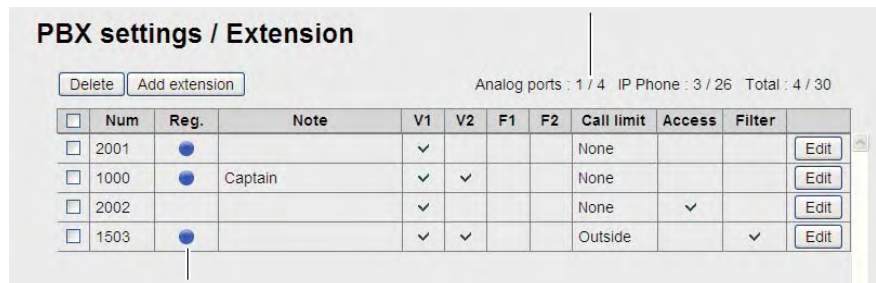 PBX settings / Extension
Delete Add extension Analog ports : 1 / 4 IP Phone : 3 / 26 Total : 4 / 30
Num Reg. Note V1 V2 F1 F2 Call limit Access Filter
2001 None Edit
1000 Captain None Edit
2002 None Edit
1503 Outside Edit